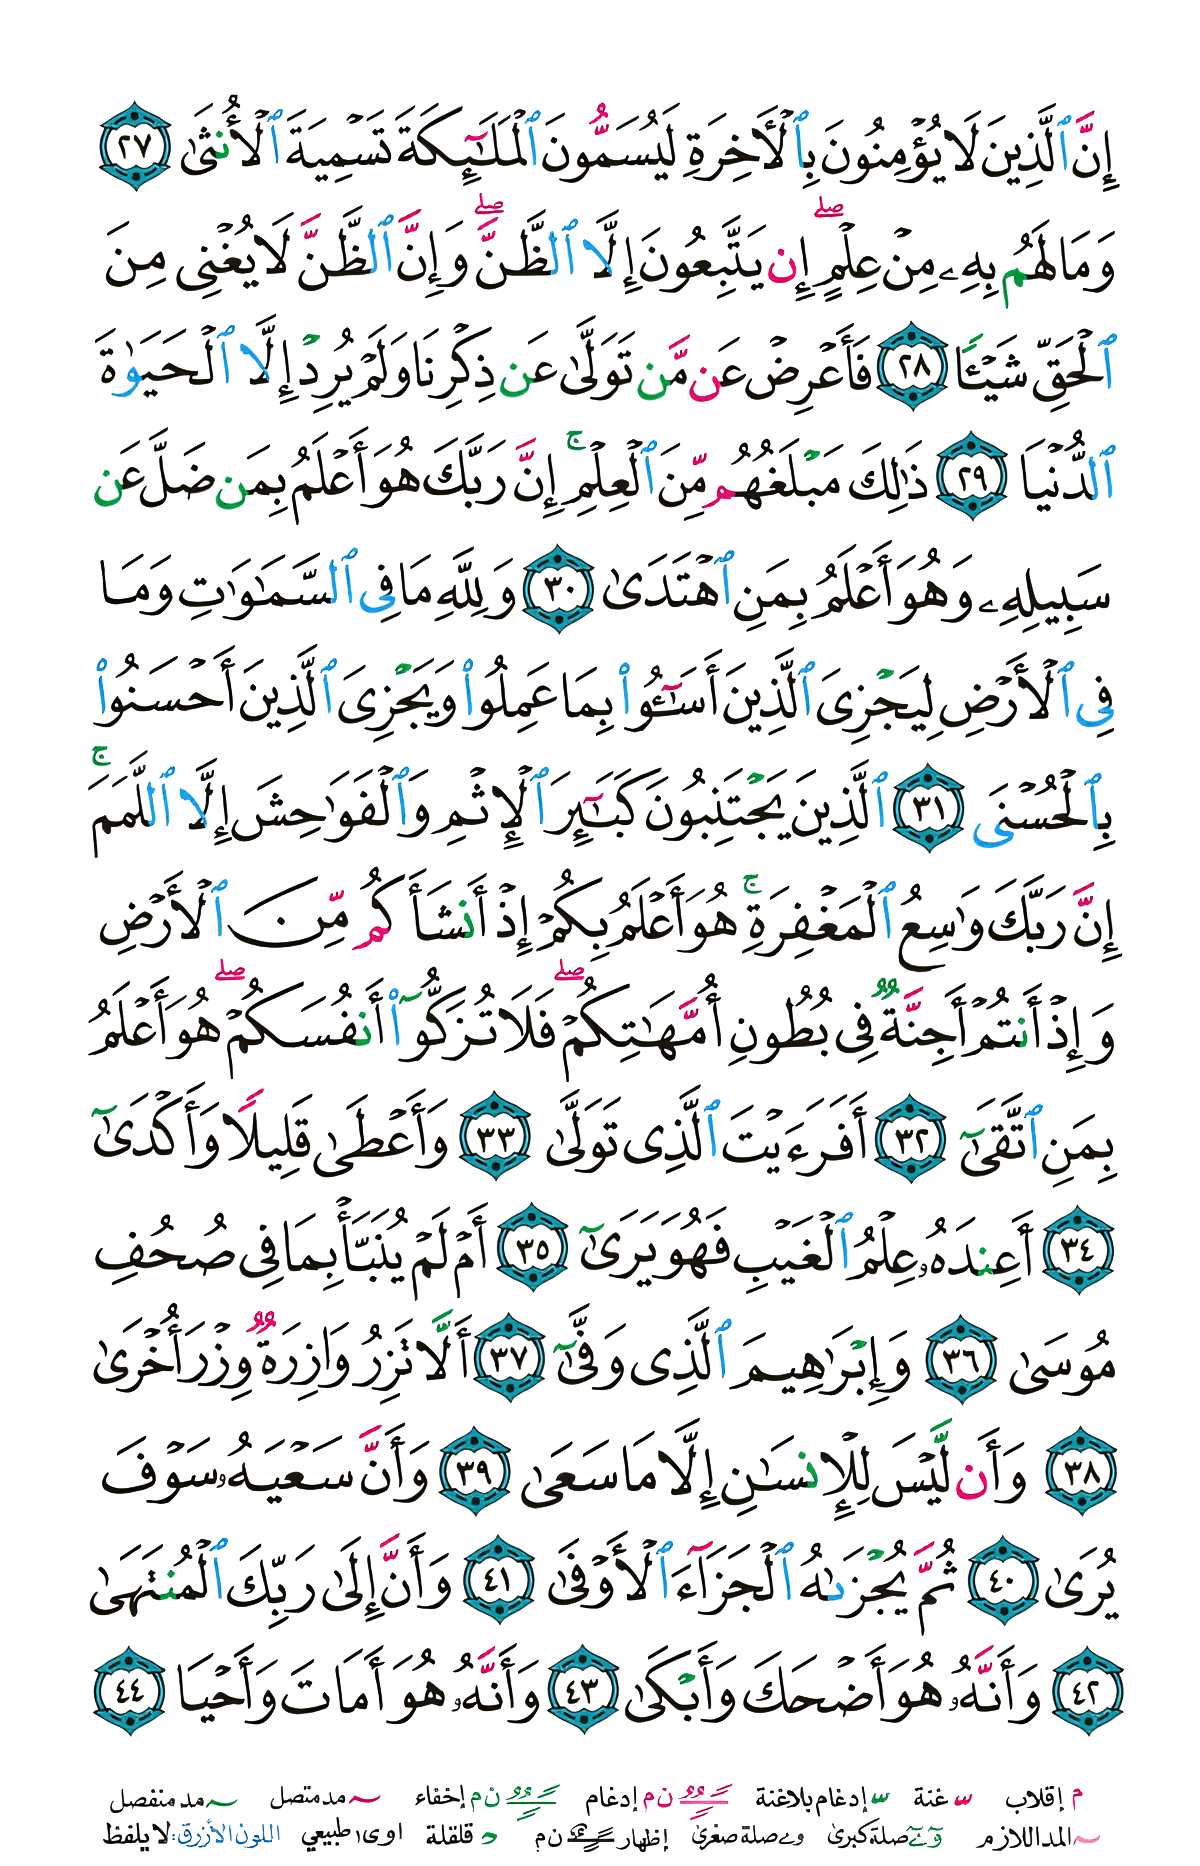 إِنَّ ٱلَّذِينَ لَا يُؤْمِنُونَ بِٱلْأَخِرَةِ لَيُسَمُّونَ ٱلْمَلَـٰٓئِكَةَ تَسْمِيَةَ ٱلْأُنثَىٰ ٢٧
وَمَا لَهُم بِهِۦ مِنْ عِلْمٍ ۖ إِن يَتَّبِعُونَ إِلَّا ٱلظَّنَّ ۖ وَإِنَّ ٱلظَّنَّ لَا يُغْنِى مِنَ
ٱلْحَقِّ شَيْـًٔا ٢٨ فَأَعْرِضْ عَن مَّن تَوَلَّىٰ عَن ذِكْرِنَا وَلَمْ يُرِدْ إِلَّا ٱلْحَيَوٰةَ
ٱلدُّنْيَا ٢٩ ذَٰلِكَ مَبْلَغُهُم مِّنَ ٱلْعِلْمِ ۚ إِنَّ رَبَّكَ هُوَ أَعْلَمُ بِمَن ضَلَّ عَن
سَبِيلِهِۦ وَهُوَ أَعْلَمُ بِمَنِ ٱهْتَدَىٰ ٣٠ وَلِلَّهِ مَا فِى ٱلسَّمَـٰوَٰتِ وَمَا
فِى ٱلْأَرْضِ لِيَجْزِىَ ٱلَّذِينَ أَسَـٰٓـُٔوا۟ بِمَا عَمِلُوا۟ وَيَجْزِىَ ٱلَّذِينَ أَحْسَنُوا۟
بِٱلْحُسْنَى ٣١ ٱلَّذِينَ يَجْتَنِبُونَ كَبَـٰٓئِرَ ٱلْإِثْمِ وَٱلْفَوَٰحِشَ إِلَّا ٱللَّمَمَ ۚ
إِنَّ رَبَّكَ وَٰسِعُ ٱلْمَغْفِرَةِ ۚ هُوَ أَعْلَمُ بِكُمْ إِذْ أَنشَأَكُم مِّنَ ٱلْأَرْضِ
وَإِذْ أَنتُمْ أَجِنَّةٌ فِى بُطُونِ أُمَّهَـٰتِكُمْ ۖ فَلَا تُزَكُّوٓا۟ أَنفُسَكُمْ ۖ هُوَ أَعْلَمُ
بِمَنِ ٱتَّقَىٰٓ ٣٢ أَفَرَءَيْتَ ٱلَّذِى تَوَلَّىٰ ٣٣ وَأَعْطَىٰ قَلِيلًا وَأَكْدَىٰٓ
٣٤ أَعِندَهُۥ عِلْمُ ٱلْغَيْبِ فَهُوَ يَرَىٰٓ ٣٥ أَمْ لَمْ يُنَبَّأْ بِمَا فِى صُحُفِ
مُوسَىٰ ٣٦ وَإِبْرَٰهِيمَ ٱلَّذِى وَفَّىٰٓ ٣٧ أَلَّا تَزِرُ وَازِرَةٌ وِزْرَ أُخْرَىٰ
٣٨ وَأَن لَّيْسَ لِلْإِنسَـٰنِ إِلَّا مَا سَعَىٰ ٣٩ وَأَنَّ سَعْيَهُۥ سَوْفَ
يُرَىٰ ٤٠ ثُمَّ يُجْزَىٰهُ ٱلْجَزَآءَ ٱلْأَوْفَىٰ ٤١ وَأَنَّ إِلَىٰ رَبِّكَ ٱلْمُنتَهَىٰ
٤٢ وَأَنَّهُۥ هُوَ أَضْحَكَ وَأَبْكَىٰ ٤٣ وَأَنَّهُۥ هُوَ أَمَاتَ وَأَحْيَا ٤٤
م إقلاب غنة إدغام بلاغنة ن م إدغام ن م إخفاء مد متصل مد منفصل
المد اللازم صلة كبرى وے صلة صغرى إظهار ن م قلقلة اوى طبيعي اللون الأزرق: لا يلفظ